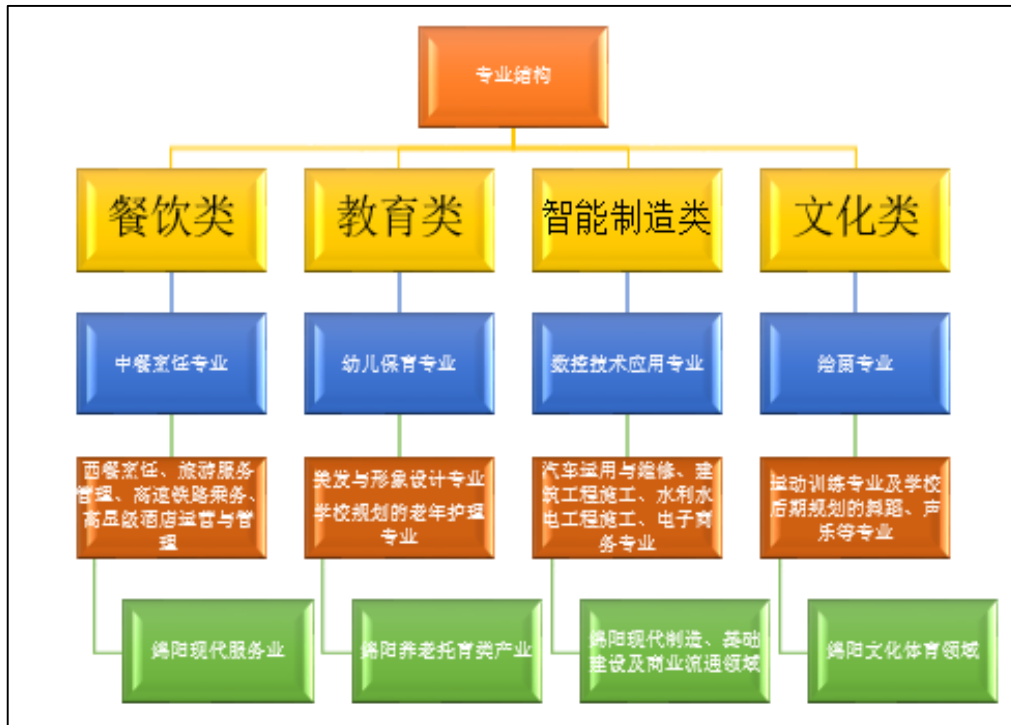 专业结构
餐饮类
教育类
智能制造类
文化类
中餐烹饪专业
幼儿保育专业
数控技术应用专业
绘画专业
西餐烹饪、旅游服务
管理、高速铁路乘务、
高星级酒店运营与管
理
美发与形象设计专业
学校规划的老年护理
专业
汽车运用与维修、建
筑工程施工、水利水
电工程施工、电子商
务专业
运动训练专业及学校
后期规划的舞蹈、声
乐等专业
绵阳现代服务业
绵阳养老托育类产业
绵阳现代制造、基础
建设及商业流通领域
绵阳文化体育领域